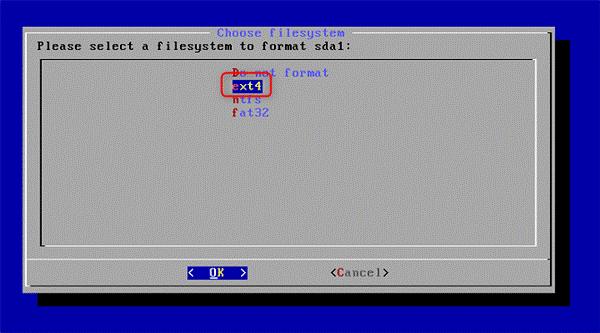 Choose filesystem
Please select a filesystem to format sda1:
Do not format
ext4
ntfs
fat32
< OK > <Cancel>